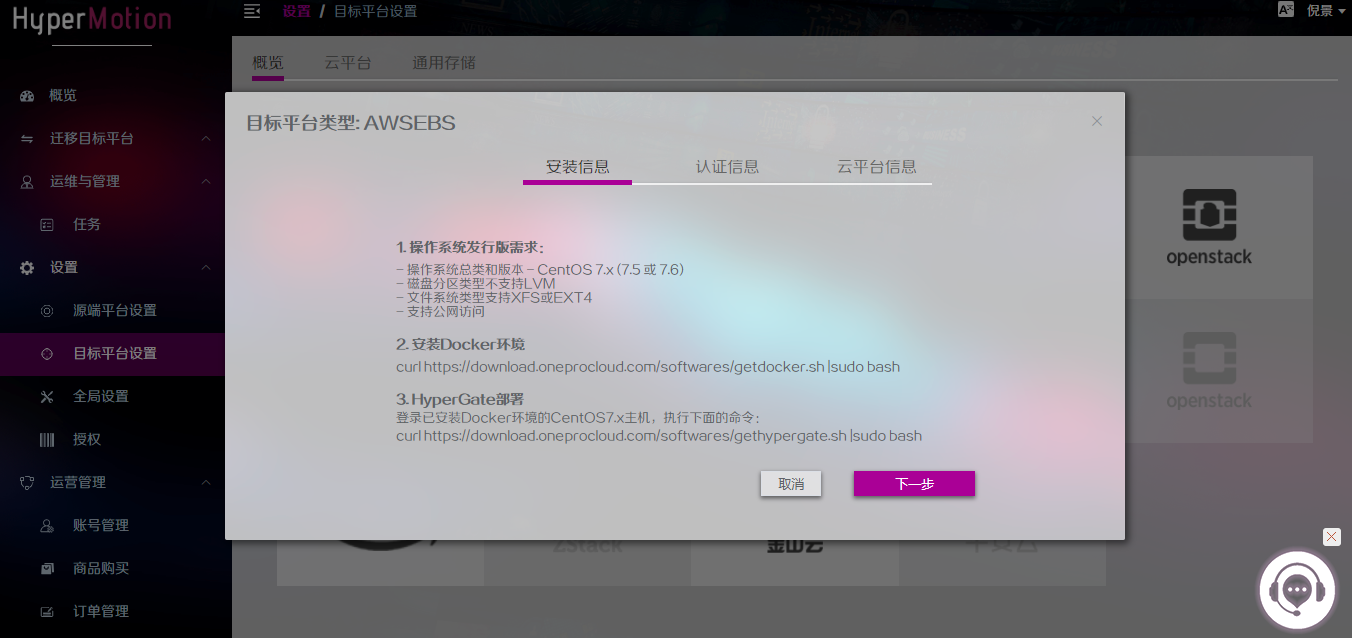 HyperMotion
设置 / 目标平台设置
倪景
概览
云平台
通用存储
概览
迁移目标平台
运维与管理
任务
设置
源端平台设置
目标平台设置
全局设置
授权
运营管理
账号管理
商品购买
订单管理
目标平台类型: AWSEBS
安装信息
认证信息
云平台信息
1. 操作系统发行版需求:
- 操作系统总类和版本 - CentOS 7.x (7.5 或 7.6)
- 磁盘分区类型不支持LVM
- 文件系统类型支持XFS或EXT4
- 支持公网访问
2. 安装Docker环境
curl https://download.oneprocloud.com/softwares/getdocker.sh |sudo bash
3. HyperGate部署
登录已安装Docker环境的CentOS7.x主机，执行下面的命令:
curl https://download.oneprocloud.com/softwares/gethypergate.sh |sudo bash
取消
下一步
openstack
openstack
ZStack
金山云